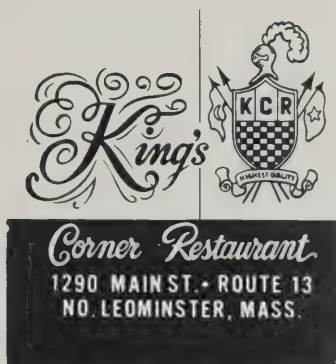 King's
KCR
HIGHEST QUALITY
Corner Restaurant
1290 MAIN ST. • ROUTE 13
NO. LEOMINSTER, MASS.